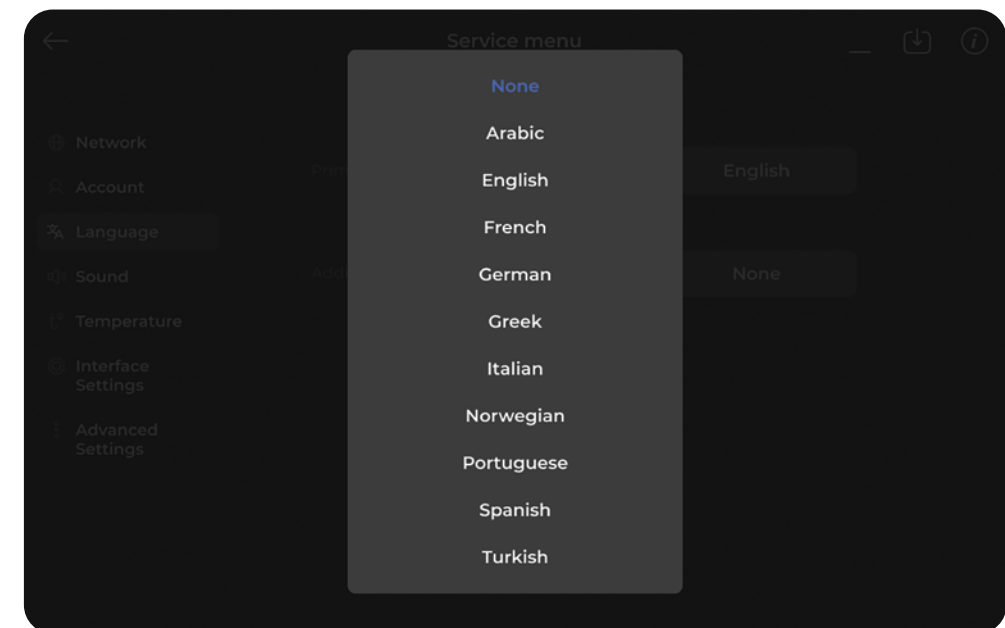 Service menu
Network
Account
Language
Sound
Temperature
Interface
Settings
Advanced
Settings
English
None
None
Arabic
English
French
German
Greek
Italian
Norwegian
Portuguese
Spanish
Turkish